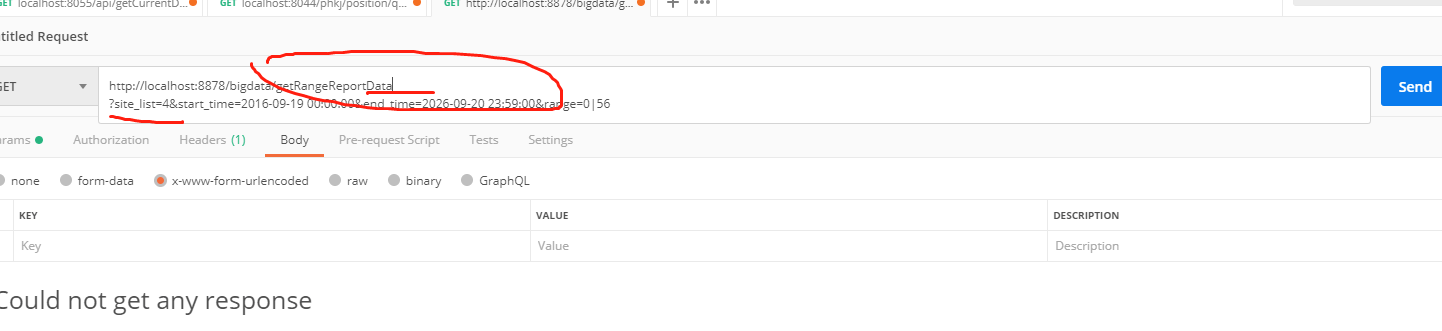 GET localhost:8055/api/getCurrentD... GET localhost:8044/phkj/position/q... GET http://localhost:8878/bigdata/g... + •••
titled Request
GET http://localhost:8878/bigdata/getRangeReportData
?site_list=4&start_time=2016-09-19 00:00:00&end_time=2026-09-20 23:59:00&range=0|56
Send
arams Authorization Headers (1) Body Pre-request Script Tests Settings
none form-data x-www-form-urlencoded raw binary GraphQL
KEY VALUE DESCRIPTION
Key Value Description
Could not get any response